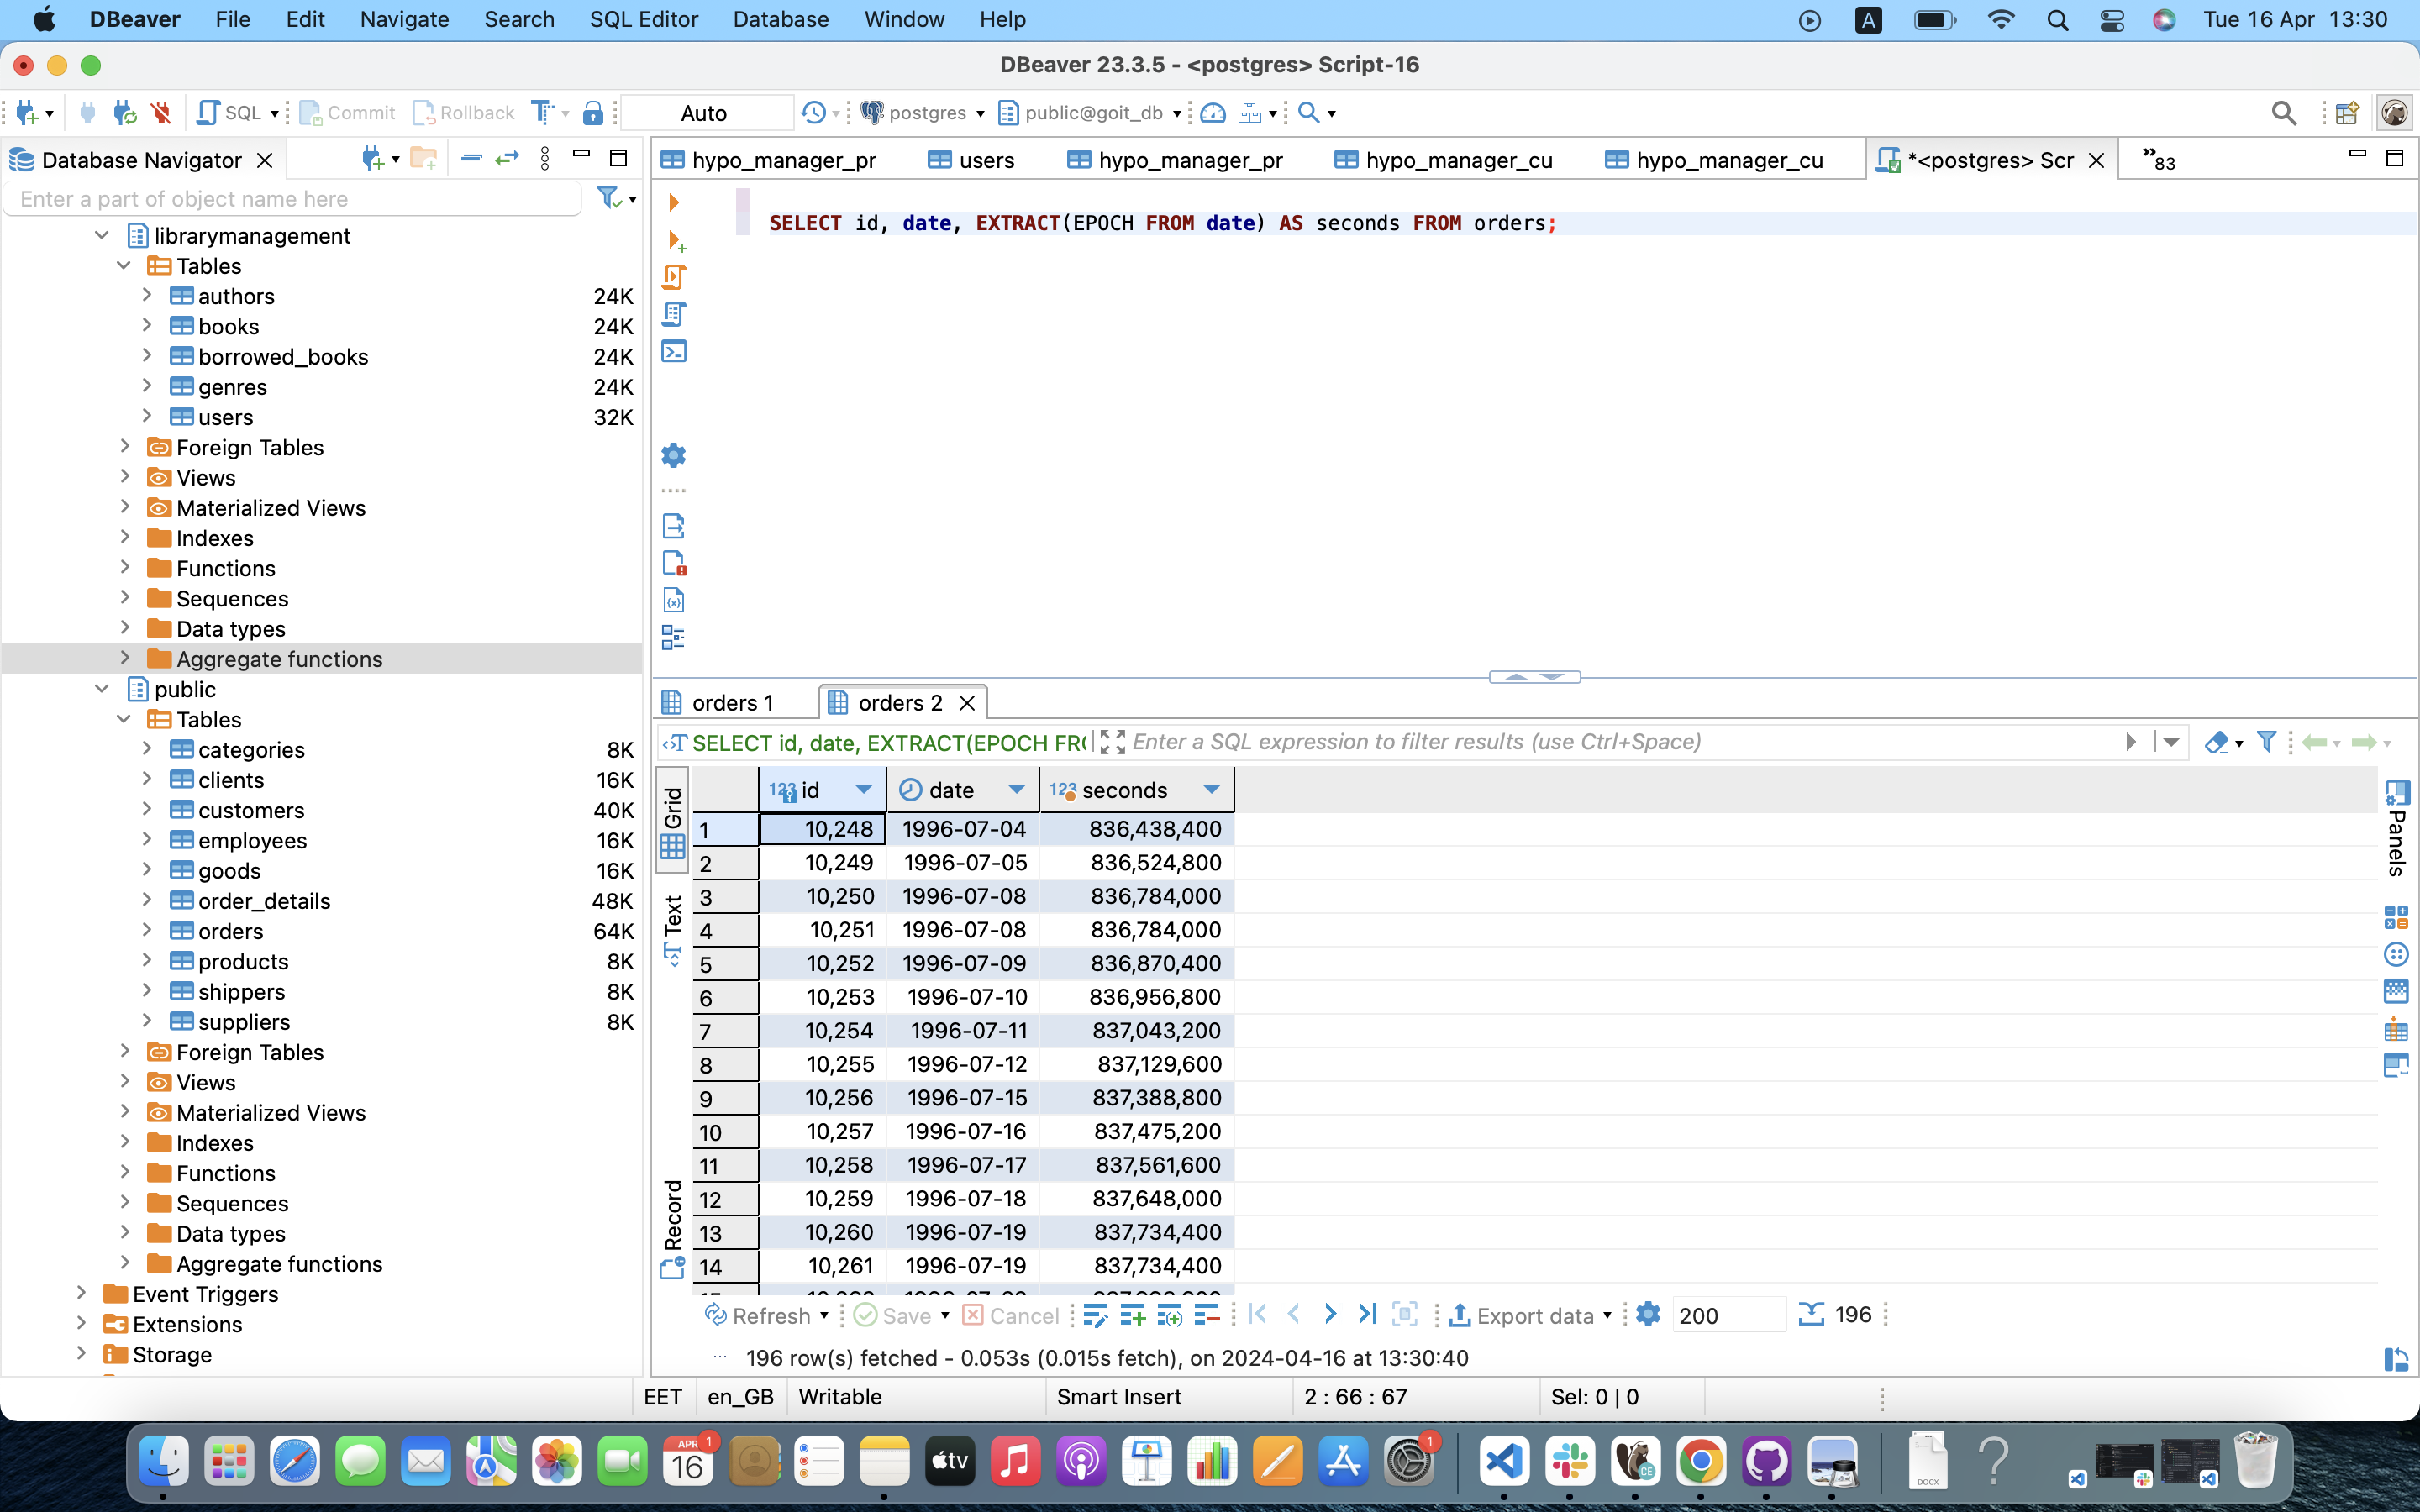 DBeaver File Edit Navigate Search SQL Editor Database Window Help A Tue 16 Apr 13:30
DBeaver 23.3.5 - <postgres> Script-16
SQL Commit Rollback Auto postgres public@goit_db
Database Navigator
hypo_manager_pr users hypo_manager_pr hypo_manager_cu hypo_manager_cu *<postgres> Scr »83
Enter a part of object name here
librarymanagement
Tables
authors 24K
books 24K
borrowed_books 24K
genres 24K
users 32K
Foreign Tables
Views
Materialized Views
Indexes
Functions
Sequences
Data types
Aggregate functions
public
Tables
categories 8K
clients 16K
customers 40K
employees 16K
goods 16K
order_details 48K
orders 64K
products 8K
shippers 8K
suppliers 8K
Foreign Tables
Views
Materialized Views
Indexes
Functions
Sequences
Data types
Aggregate functions
Event Triggers
Extensions
Storage
SELECT id, date, EXTRACT(EPOCH FROM date) AS seconds FROM orders;
orders 1 orders 2
SELECT id, date, EXTRACT(EPOCH FR Enter a SQL expression to filter results (use Ctrl+Space)
Grid
Text
Record
Panels
123 id date 123 seconds
1 10,248 1996-07-04 836,438,400
2 10,249 1996-07-05 836,524,800
3 10,250 1996-07-08 836,784,000
4 10,251 1996-07-08 836,784,000
5 10,252 1996-07-09 836,870,400
6 10,253 1996-07-10 836,956,800
7 10,254 1996-07-11 837,043,200
8 10,255 1996-07-12 837,129,600
9 10,256 1996-07-15 837,388,800
10 10,257 1996-07-16 837,475,200
11 10,258 1996-07-17 837,561,600
12 10,259 1996-07-18 837,648,000
13 10,260 1996-07-19 837,734,400
14 10,261 1996-07-19 837,734,400
Refresh Save Cancel Export data 200 196
196 row(s) fetched - 0.053s (0.015s fetch), on 2024-04-16 at 13:30:40
EET en_GB Writable Smart Insert 2 : 66 : 67 Sel: 0 | 0
APR 16 1
tv
1
CE
DOCX